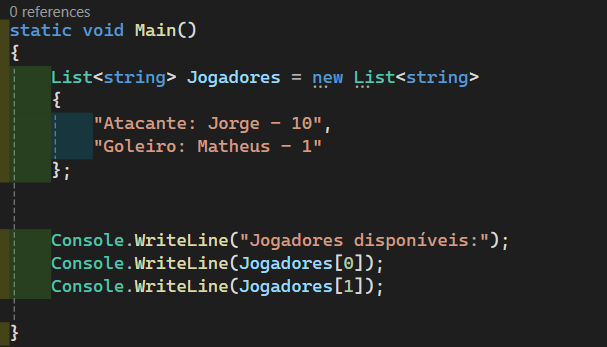 0 references
static void Main()
{
    List<string> Jogadores = new List<string>
    {
        "Atacante: Jorge - 10",
        "Goleiro: Matheus - 1"
    };
    Console.WriteLine("Jogadores disponíveis:");
    Console.WriteLine(Jogadores[0]);
    Console.WriteLine(Jogadores[1]);
}